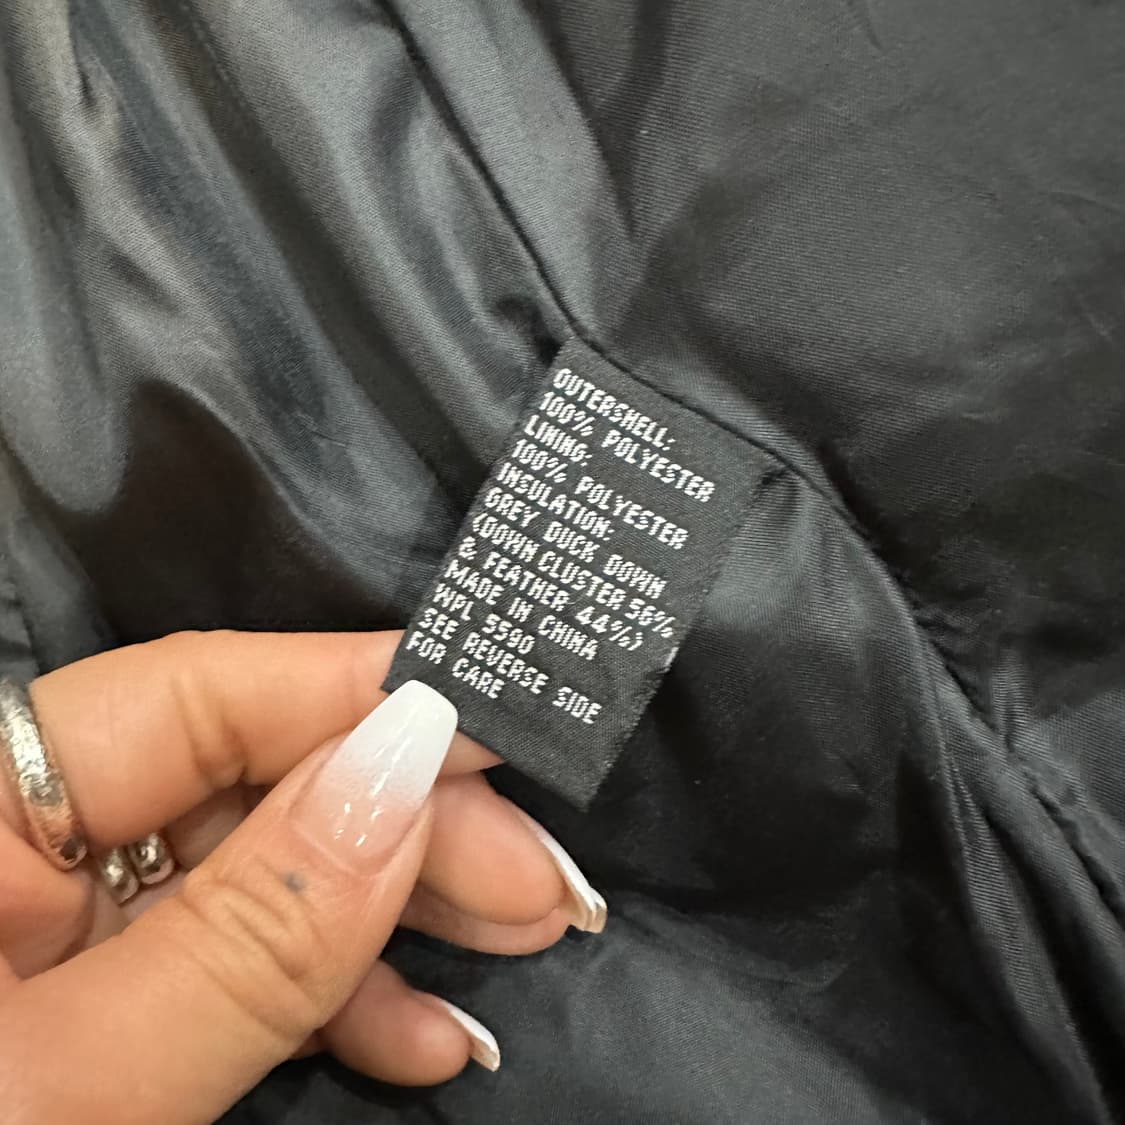 OUTERSHELL:
100% POLYESTER
LINING:
100% POLYESTER
INSULATION:
GREY DUCK DOWN
(DOWN CLUSTER 56%
& FEATHER 44%)
MADE IN CHINA
WPL 5590
SEE REVERSE SIDE
FOR CARE